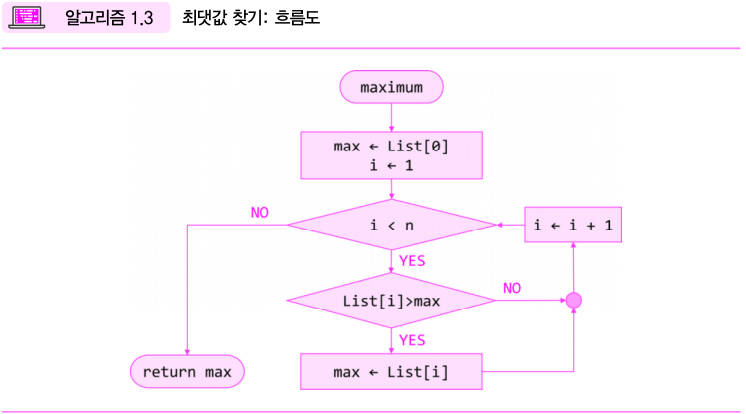 알고리즘 1.3 최댓값 찾기: 흐름도
maximum
max ← List[0]
i ← 1
NO
i < n
i ← i + 1
YES
List[i]>max
NO
YES
return max
max ← List[i]